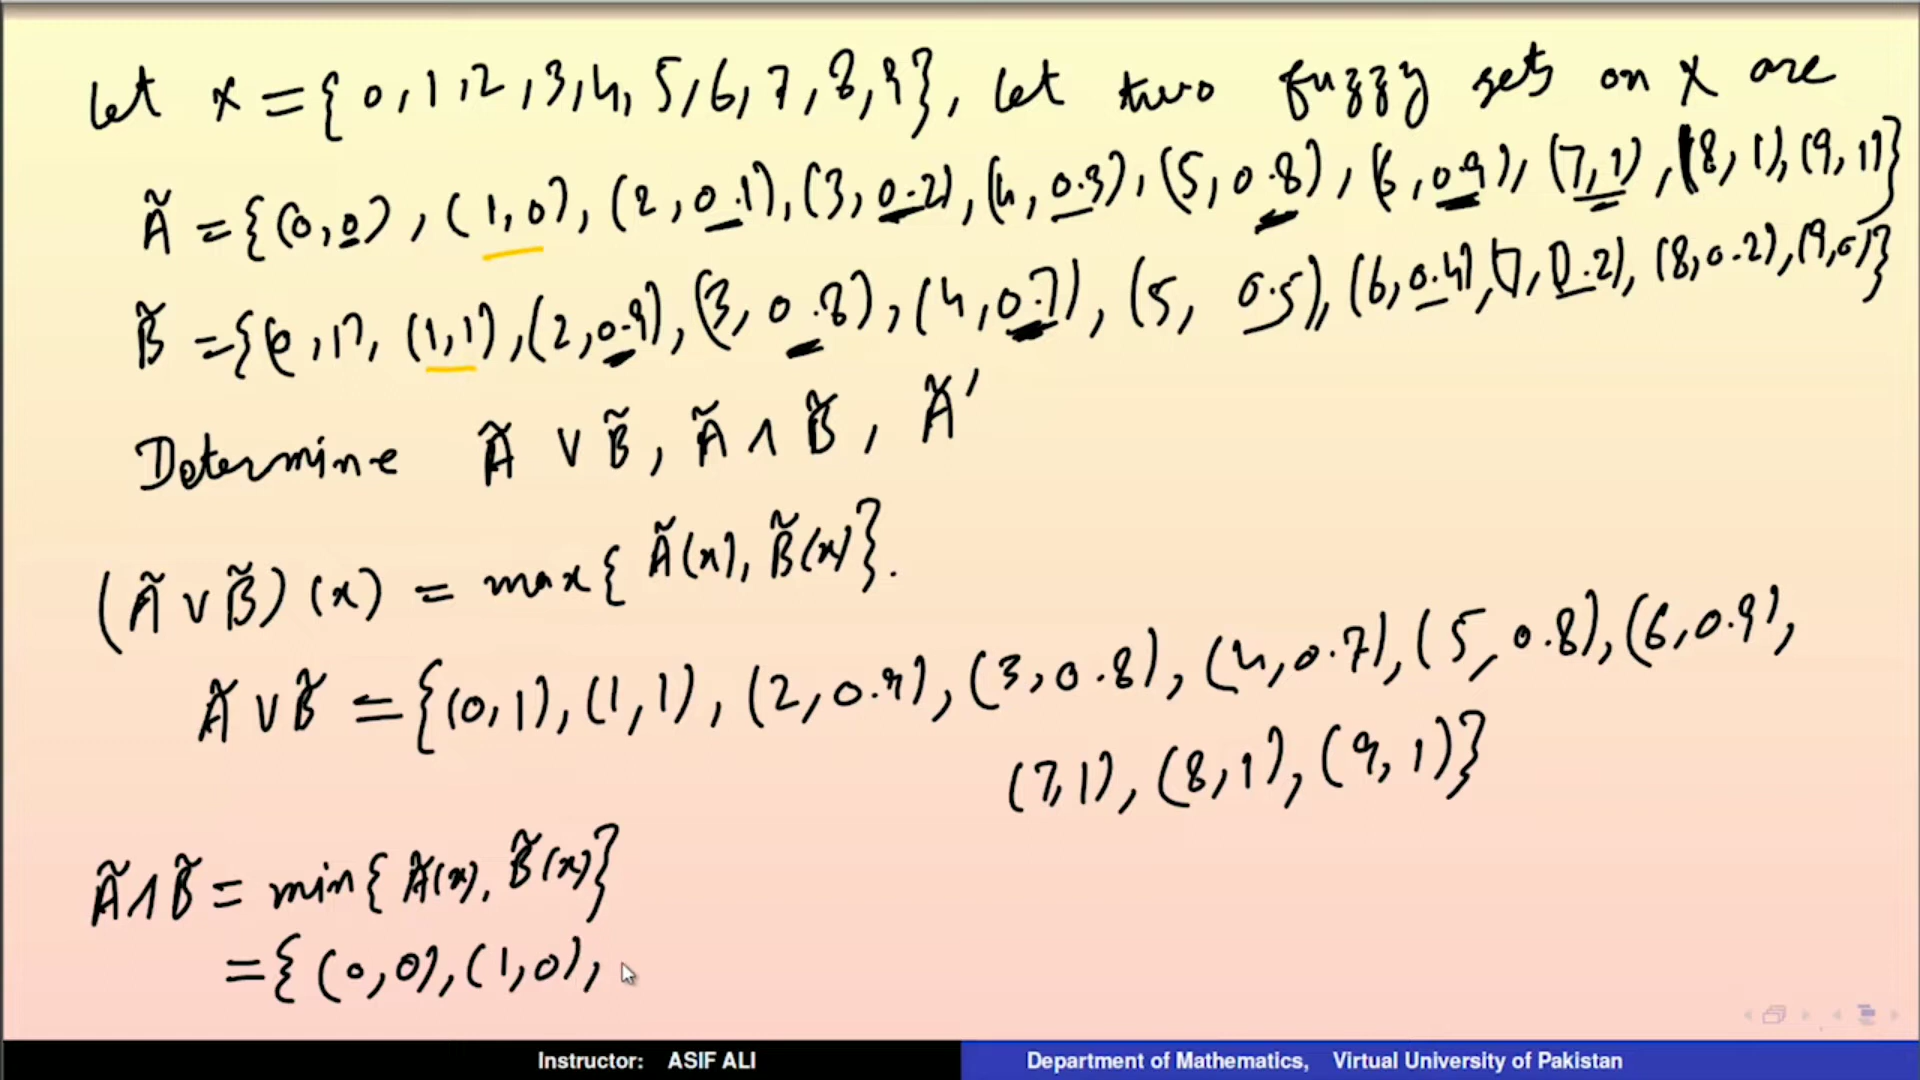 Let X = {0, 1, 2, 3, 4, 5, 6, 7, 8, 9}, Let two fuzzy sets on X are
Ã = {(0, 0), (1, 0), (2, 0.1), (3, 0.2), (4, 0.3), (5, 0.8), (6, 0.9), (7, 1), (8, 1), (9, 1)}
B̃ = {(0, 1), (1, 1), (2, 0.9), (3, 0.8), (4, 0.7), (5, 0.5), (6, 0.4), (7, 0.2), (8, 0.2), (9, 0)}
Determine Ã ∨ B̃, Ã ∧ B̃, Ã′
(Ã ∨ B̃)(x) = max{Ã(x), B̃(x)}.
Ã ∨ B̃ = {(0, 1), (1, 1), (2, 0.9), (3, 0.8), (4, 0.7), (5, 0.8), (6, 0.9),
(7, 1), (8, 1), (9, 1)}
Ã ∧ B̃ = min{Ã(x), B̃(x)}
= {(0, 0), (1, 0),
Instructor: ASIF ALI Department of Mathematics, Virtual University of Pakistan